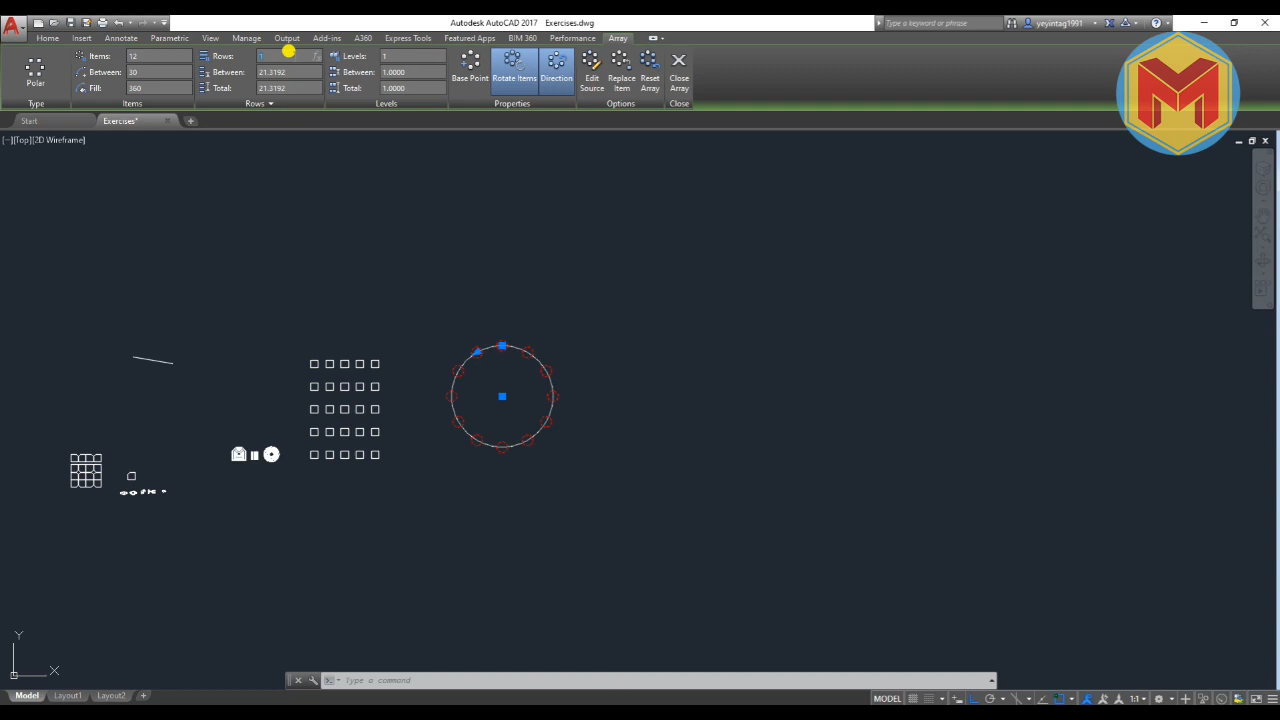 Autodesk AutoCAD 2017 Exercises.dwg
Type a keyword or phrase
yeyintag1991
Home Insert Annotate Parametric View Manage Output Add-ins A360 Express Tools Featured Apps BIM 360 Performance Array
Items: 12 Rows: 1 Levels: 1
Between: 30 Between: 21.3192 Between: 1.0000
Fill: 360 Total: 21.3192 Total: 1.0000
Polar
Base Point Rotate Items Direction Edit Source Replace Item Reset Array Close Array
Type Items Rows Levels Properties Options Close
Start Exercises*
[−][Top][2D Wireframe]
Y
X
Type a command
Model Layout1 Layout2
MODEL 1:1